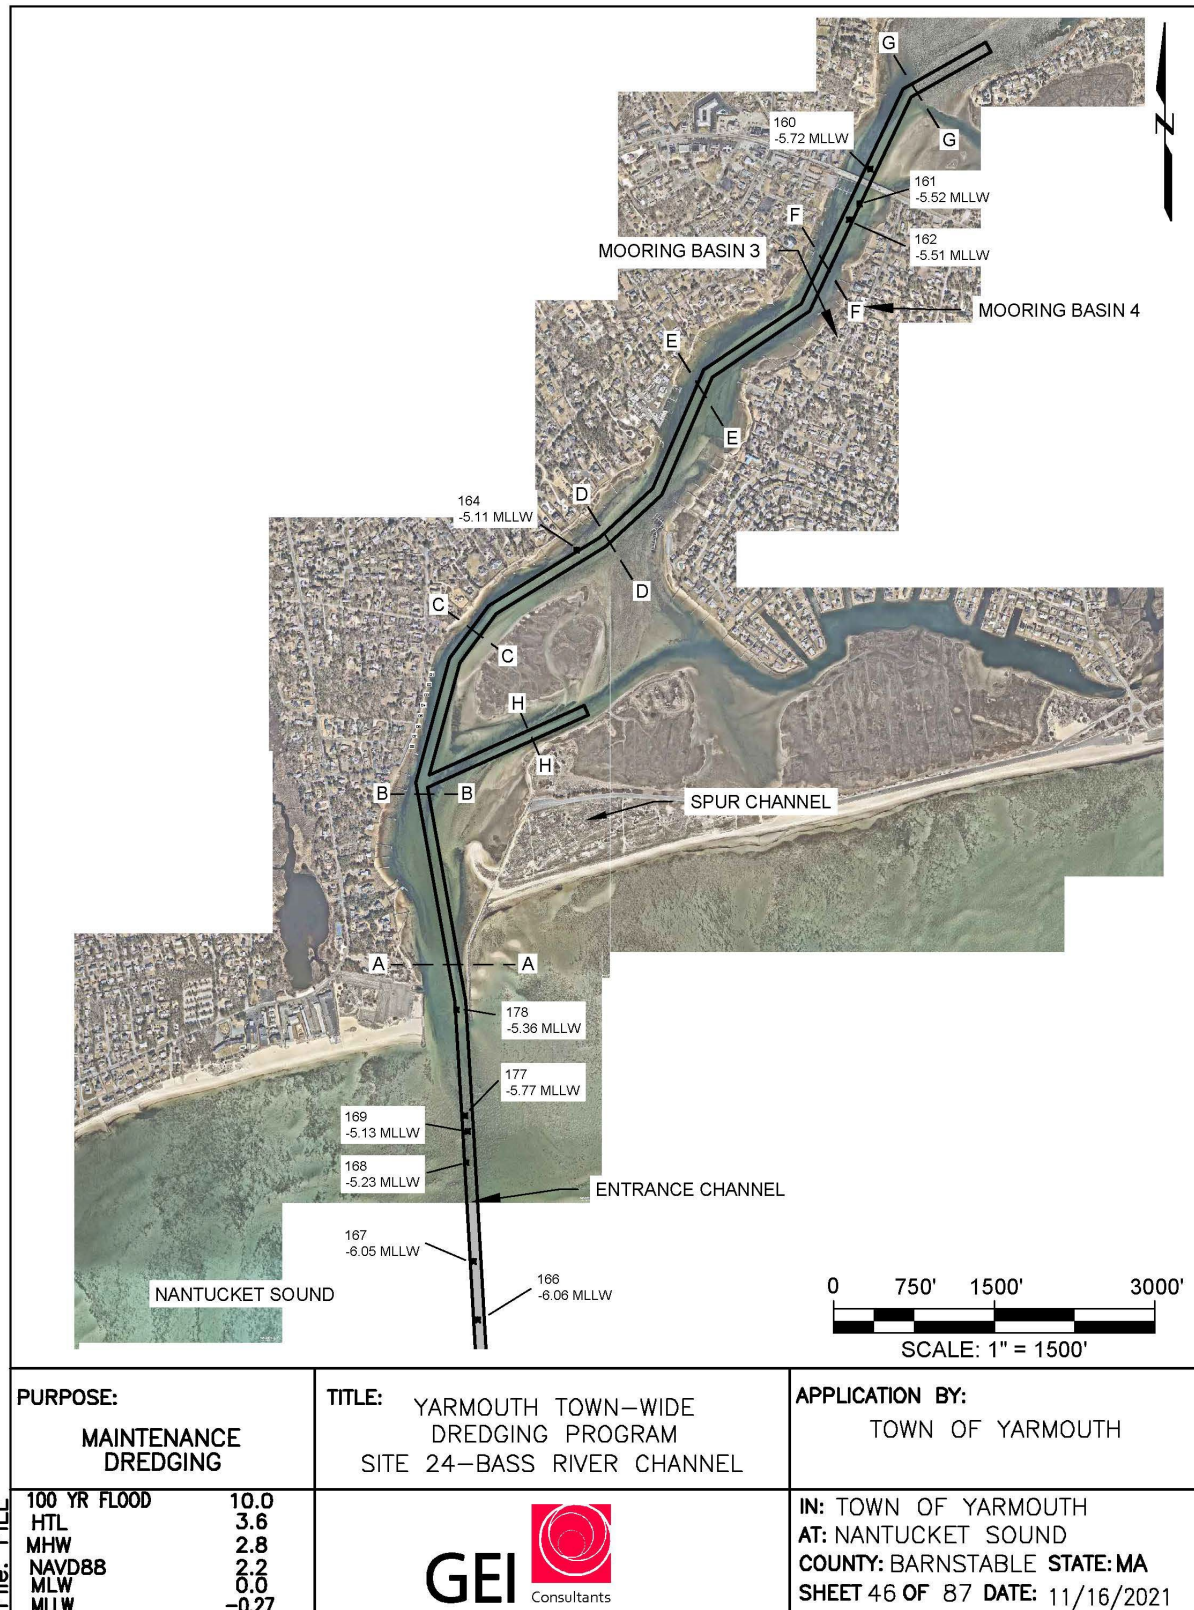 G
160
-5.72 MLLW
N
G
161
-5.52 MLLW
F
162
-5.51 MLLW
MOORING BASIN 3
F
MOORING BASIN 4
E
E
164
-5.11 MLLW
D
D
C
C
H
H
B
B
SPUR CHANNEL
A
A
178
-5.36 MLLW
177
-5.77 MLLW
169
-5.13 MLLW
168
-5.23 MLLW
ENTRANCE CHANNEL
167
-6.05 MLLW
166
-6.06 MLLW
NANTUCKET SOUND
0 750' 1500' 3000'
SCALE: 1" = 1500'
PURPOSE:
MAINTENANCE
DREDGING
TITLE: YARMOUTH TOWN-WIDE
DREDGING PROGRAM
SITE 24-BASS RIVER CHANNEL
APPLICATION BY:
TOWN OF YARMOUTH
100 YR FLOOD 10.0
HTL 3.6
MHW 2.8
NAVD88 2.2
MLW 0.0
MLLW -0.27
GEI
Consultants
IN: TOWN OF YARMOUTH
AT: NANTUCKET SOUND
COUNTY: BARNSTABLE STATE: MA
SHEET 46 OF 87 DATE: 11/16/2021